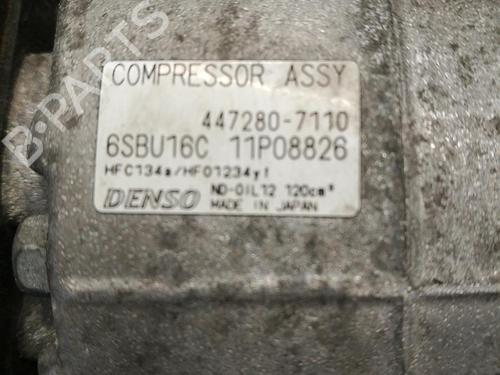 B-PARTS
COMPRESSOR ASSY
447280-7110
6SBU16C 11P08826
HFC134a/HFO1234yf
DENSO ND-OIL12 120cm³
MADE IN JAPAN